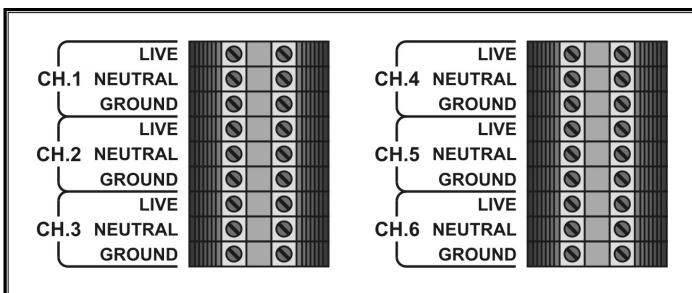 LIVE
CH.1 NEUTRAL
GROUND
LIVE
CH.2 NEUTRAL
GROUND
LIVE
CH.3 NEUTRAL
GROUND
LIVE
CH.4 NEUTRAL
GROUND
LIVE
CH.5 NEUTRAL
GROUND
LIVE
CH.6 NEUTRAL
GROUND